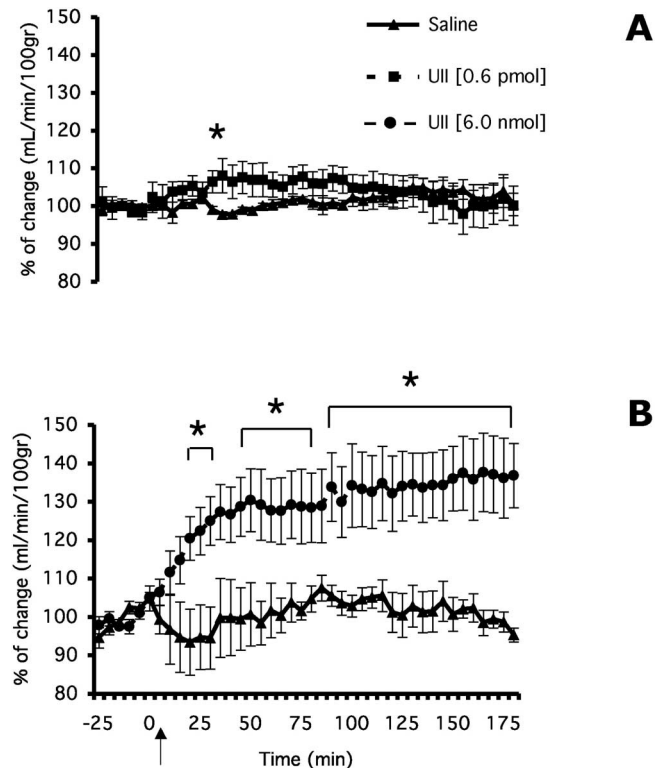 A
Saline
UII [0.6 pmol]
UII [6.0 nmol]
% of change (mL/min/100gr)
150
140
130
120
110
100
90
80
*
B
* * *
% of change (ml/min/100gr)
150
140
130
120
110
100
90
80
-25 0 25 50 75 100 125 150 175
Time (min)